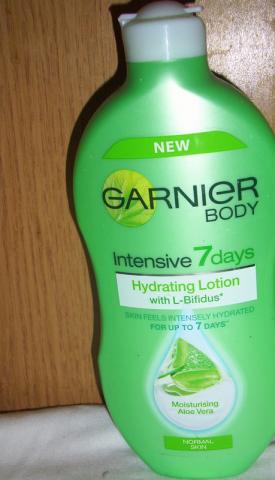 NEW
GARNIER
BODY
Intensive 7days
Hydrating Lotion
with L-Bifidus*
SKIN FEELS INTENSELY HYDRATED
FOR UP TO 7 DAYS**
Moisturising
Aloe Vera
NORMAL
SKIN